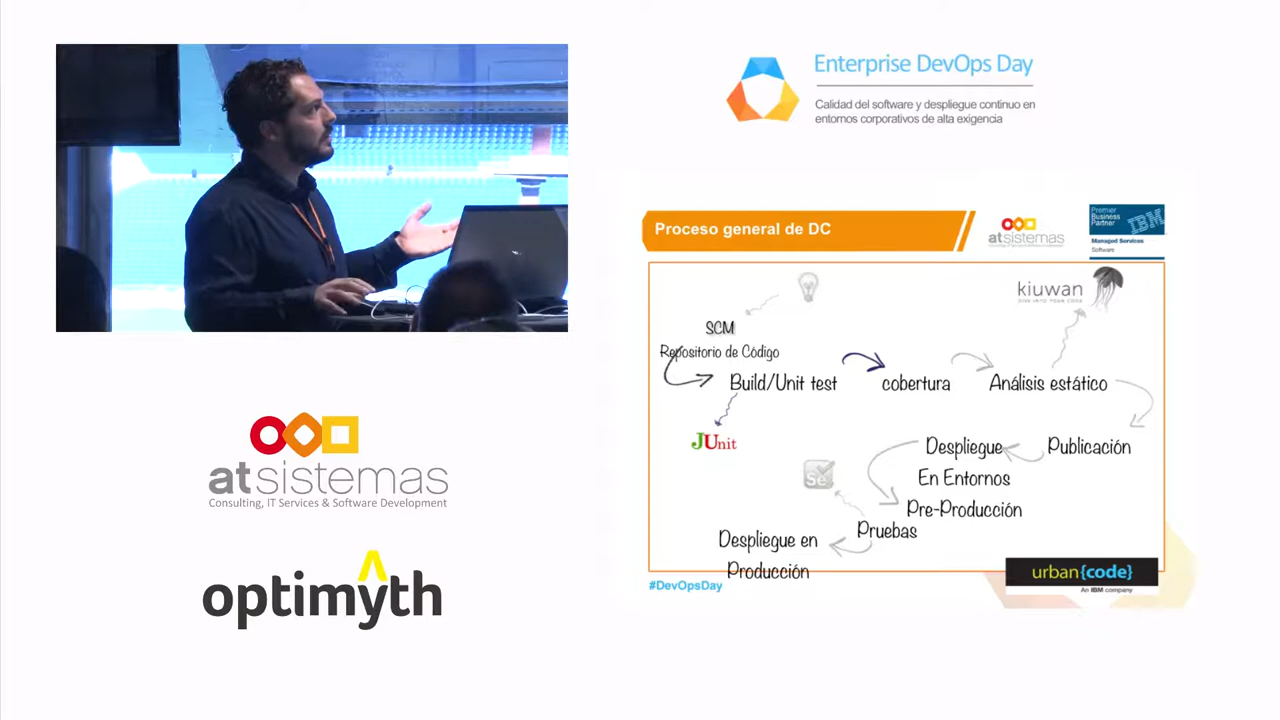 Enterprise DevOps Day
Calidad del software y despliegue continuo en
entornos corporativos de alta exigencia
Proceso general de DC
atsistemas
Premier
Business
Partner
IBM
Managed Services
Software
kiuwan
SCM
Repositorio de Código
Build/Unit test
cobertura
Análisis estático
JUnit
Despliegue
Publicación
En Entornos
Se
Pre-Producción
Pruebas
Despliegue en
Producción
#DevOpsDay
urban{code}
An IBM company
atsistemas
Consulting, IT Services & Software Development
optimyth